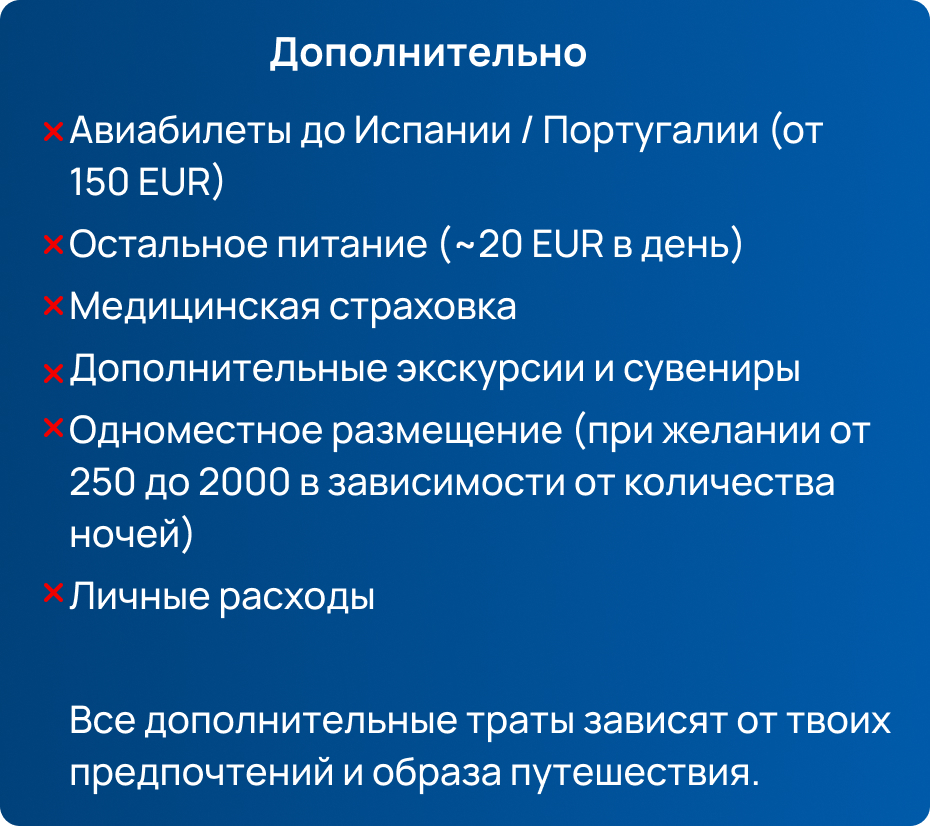 Дополнительно
Авиабилеты до Испании / Португалии (от
150 EUR)
Остальное питание (~20 EUR в день)
Медицинская страховка
Дополнительные экскурсии и сувениры
Одноместное размещение (при желании от
250 до 2000 в зависимости от количества
ночей)
Личные расходы
Все дополнительные траты зависят от твоих
предпочтений и образа путешествия.